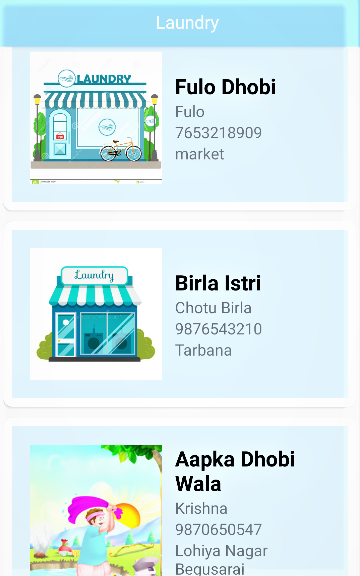 Laundry
LAUNDRY
Fulo Dhobi
Fulo
7653218909
market
Laundry
Birla Istri
Chotu Birla
9876543210
Tarbana
Aapka Dhobi
Wala
Krishna
9870650547
Lohiya Nagar
Begusarai